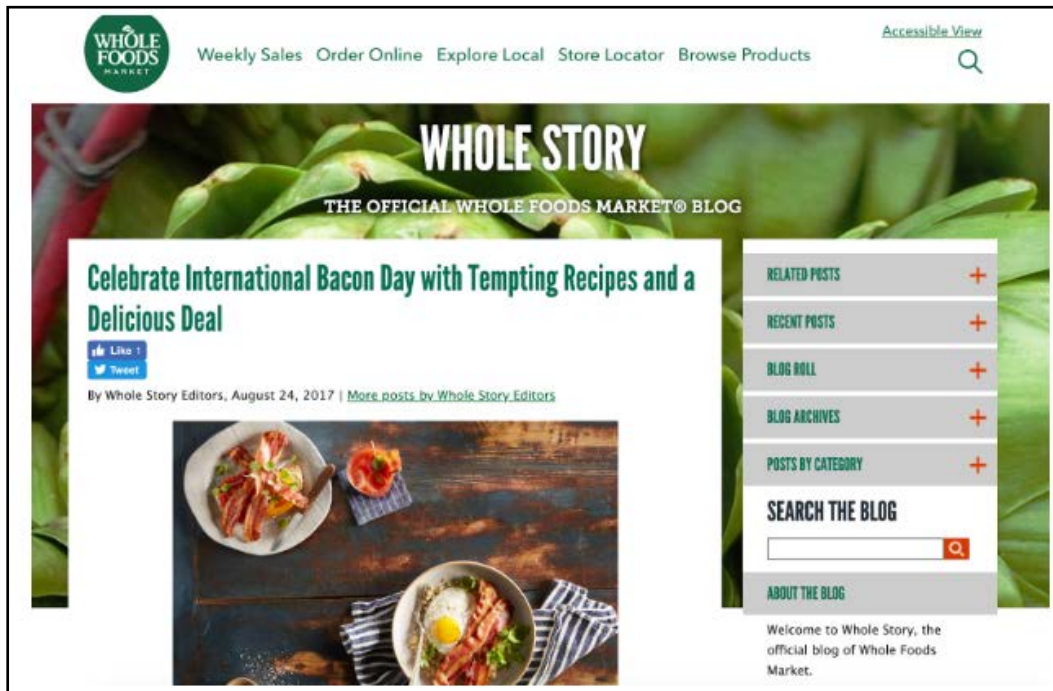 WHOLE
FOODS
MARKET
Weekly Sales Order Online Explore Local Store Locator Browse Products
Accessible View
WHOLE STORY
THE OFFICIAL WHOLE FOODS MARKET® BLOG
Celebrate International Bacon Day with Tempting Recipes and a
Delicious Deal
Like 1
Tweet
By Whole Story Editors, August 24, 2017 | More posts by Whole Story Editors
RELATED POSTS
RECENT POSTS
BLOG ROLL
BLOG ARCHIVES
POSTS BY CATEGORY
SEARCH THE BLOG
ABOUT THE BLOG
Welcome to Whole Story, the
official blog of Whole Foods
Market.